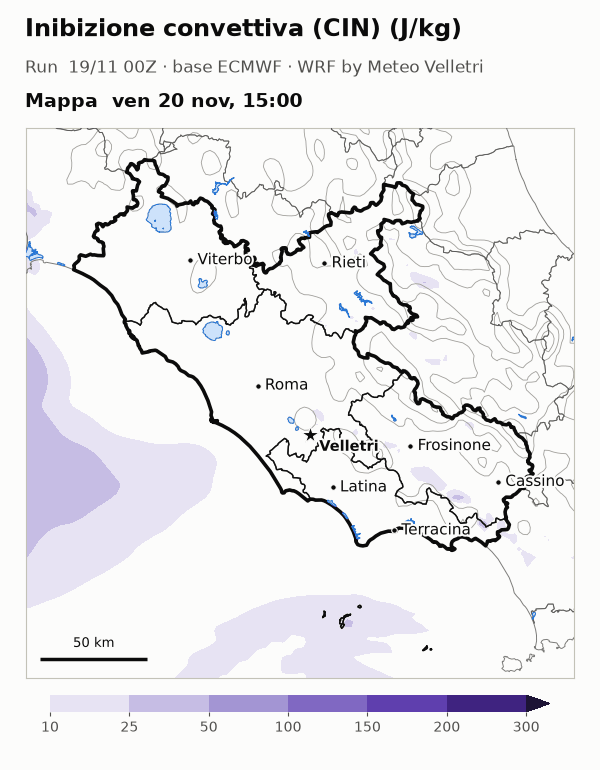 Inibizione convettiva (CIN) (J/kg)
Run  19/11 00Z · base ECMWF · WRF by Meteo Velletri
Mappa  ven 20 nov, 15:00
Viterbo
Rieti
Roma
Velletri
Frosinone
Cassino
Latina
Terracina
50 km
10 25 50 100 150 200 300